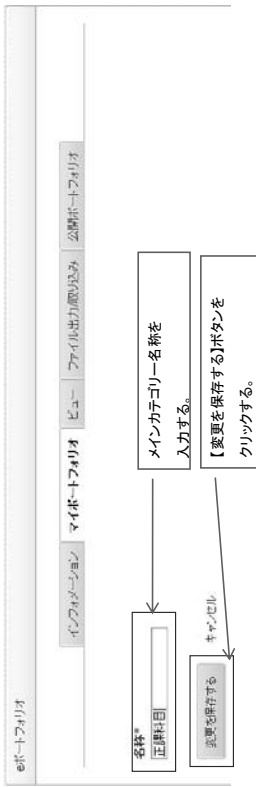 eポートフォリオ
インフォメーション マイポートフォリオ ビュー ファイル出力/取り込み 公開ポートフォリオ
名称*
正課科目
メインカテゴリー名称を
入力する。
変更を保存する キャンセル
【変更を保存する】ボタンを
クリックする。